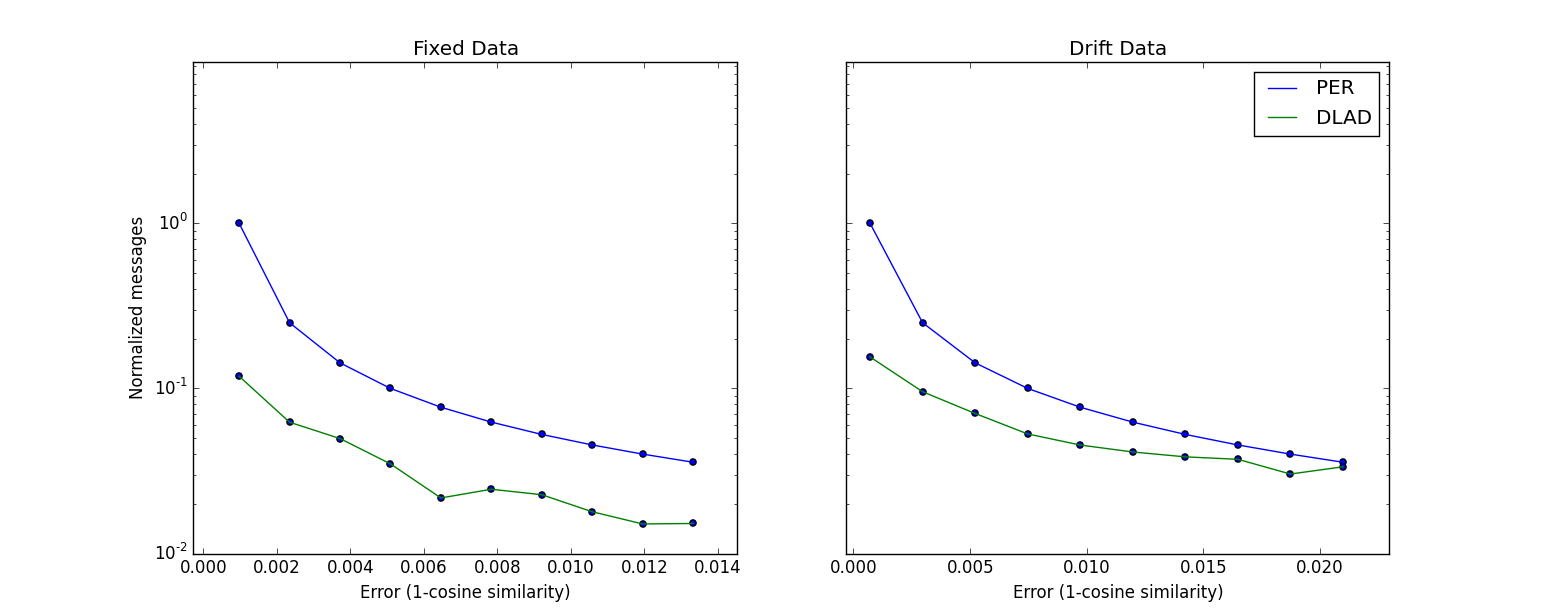 Fixed Data
Normalized messages
10^0
10^-1
10^-2
0.000 0.002 0.004 0.006 0.008 0.010 0.012 0.014
Error (1-cosine similarity)
Drift Data
PER
DLAD
0.000 0.005 0.010 0.015 0.020
Error (1-cosine similarity)